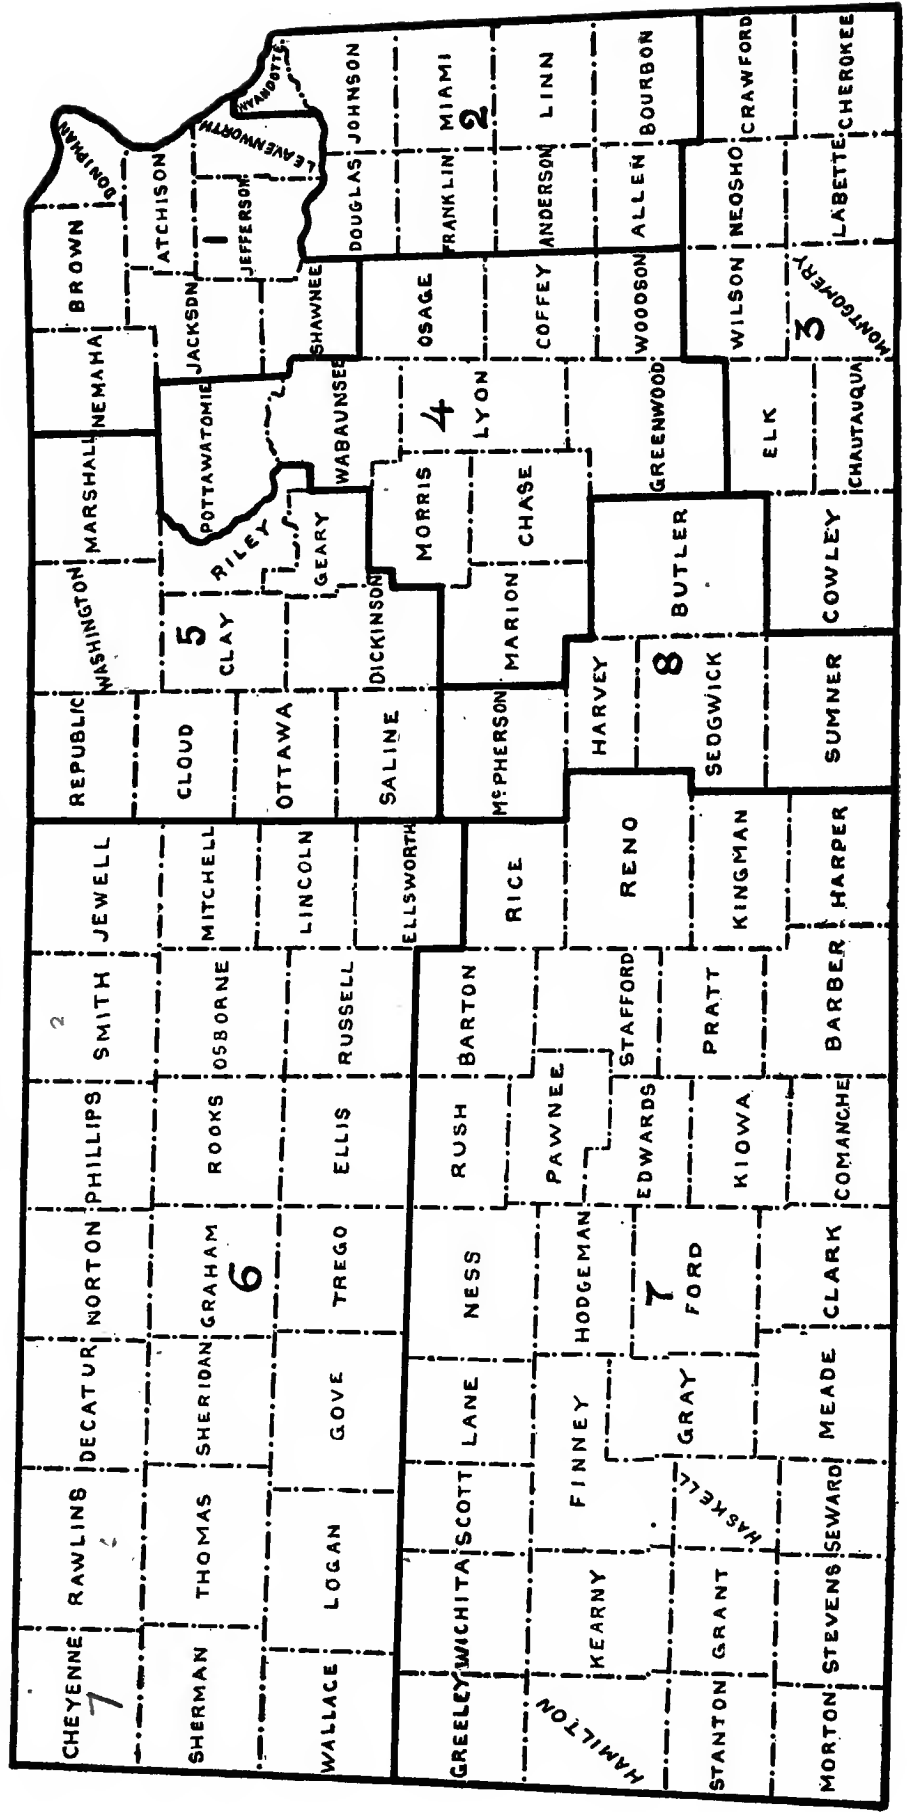 CHEYENNE
RAWLINS
DECATUR
NORTON
PHILLIPS
SMITH
JEWELL
REPUBLIC
WASHINGTON
MARSHALL
NEMAHA
BROWN
DONIPHAN
SHERMAN
THOMAS
SHERIDAN
GRAHAM
ROOKS
OSBORNE
MITCHELL
CLOUD
CLAY
RILEY
POTTAWATOMIE
JACKSON
ATCHISON
JEFFERSON
LEAVENWORTH
WYANDOTTE
WALLACE
LOGAN
GOVE
TREGO
ELLIS
RUSSELL
LINCOLN
OTTAWA
ELLSWORTH
SALINE
DICKINSON
GEARY
WABAUNSEE
SHAWNEE
DOUGLAS
JOHNSON
GREELEY
WICHITA
SCOTT
LANE
NESS
RUSH
BARTON
RICE
McPHERSON
MARION
MORRIS
CHASE
LYON
OSAGE
FRANKLIN
MIAMI
HAMILTON
KEARNY
FINNEY
HODGEMAN
PAWNEE
STAFFORD
RENO
HARVEY
BUTLER
GREENWOOD
COFFEY
WOODSON
ANDERSON
LINN
ALLEN
BOURBON
STANTON
GRANT
HASKELL
GRAY
FORD
EDWARDS
KIOWA
PRATT
KINGMAN
SEDGWICK
ELK
WILSON
NEOSHO
CRAWFORD
MORTON
STEVENS
SEWARD
MEADE
CLARK
COMANCHE
BARBER
HARPER
SUMNER
COWLEY
CHAUTAUQUA
MONTGOMERY
LABETTE
CHEROKEE
1
2
3
4
5
6
7
8
7
2